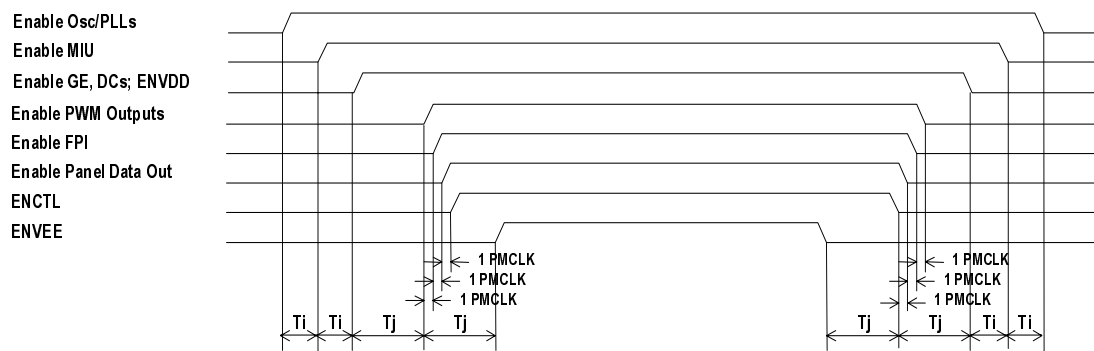 Enable Osc/PLLs
Enable MIU
Enable GE, DCs; ENVDD
Enable PWM Outputs
Enable FPI
Enable Panel Data Out
ENCTL
ENVEE
1 PMCLK 1 PMCLK
1 PMCLK 1 PMCLK
1 PMCLK 1 PMCLK
Ti Ti Tj Tj Tj Tj Ti Ti